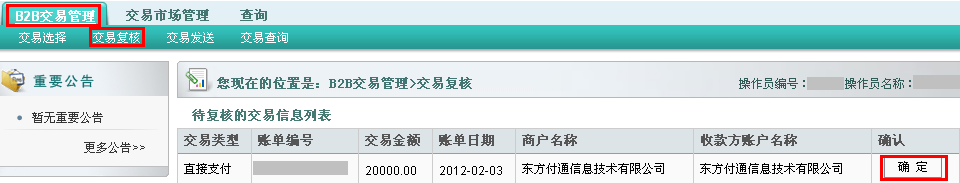 B2B交易管理 交易市场管理 查询
交易选择 交易复核 交易发送 交易查询
重要公告
暂无重要公告
更多公告>>
您现在的位置是：B2B交易管理>交易复核 操作员编号： 操作员名称：
待复核的交易信息列表
交易类型 账单编号 交易金额 账单日期 商户名称 收款方账户名称 确认
直接支付 20000.00 2012-02-03 东方付通信息技术有限公司 东方付通信息技术有限公司 确 定